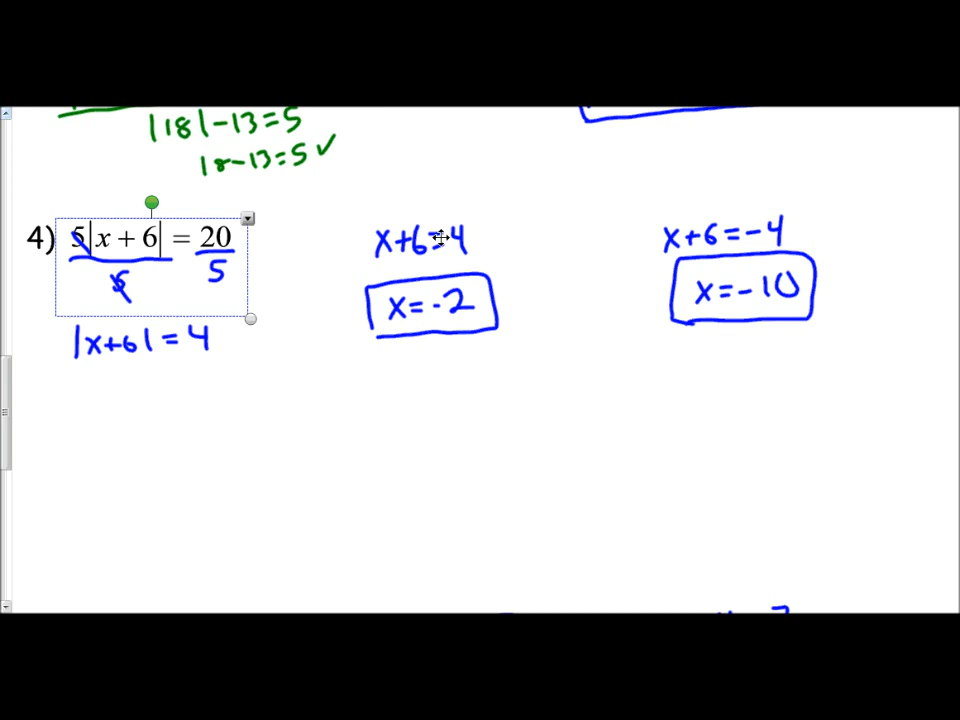 |18|-13=5
18-13=5 ✓
4) 5|x + 6| = 20
5 5
|x+6|=4
x+6=4
x=-2
x+6=-4
x=-10